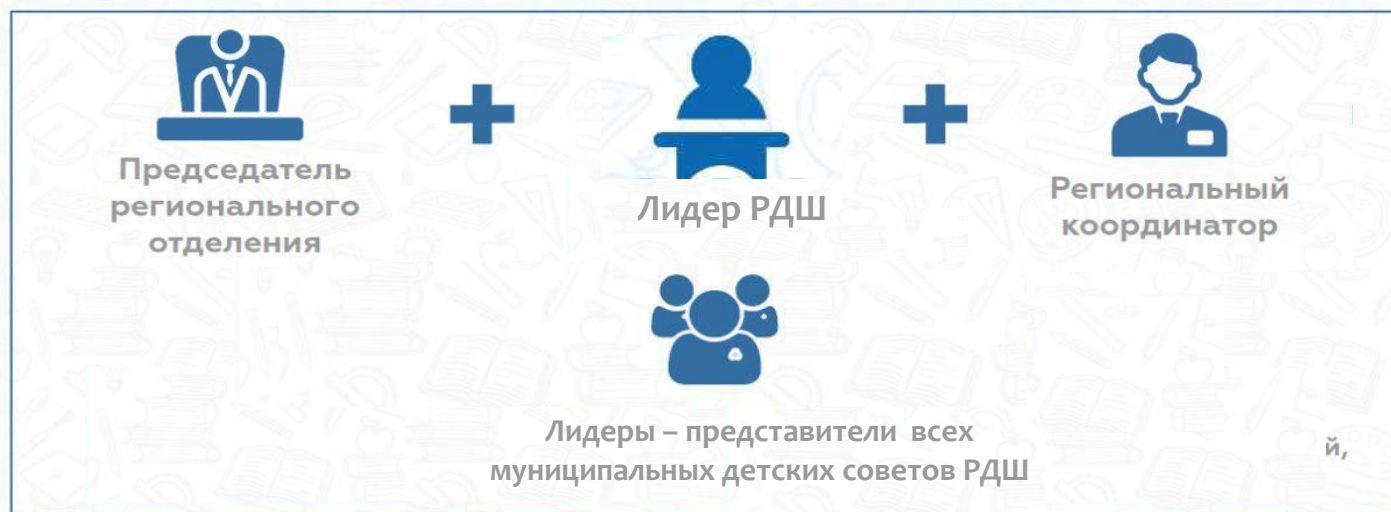 Председатель
регионального
отделения
Лидер РДШ
Региональный
координатор
Лидеры – представители всех
муниципальных детских советов РДШ
й,